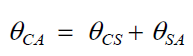 θCA = θCS + θSA